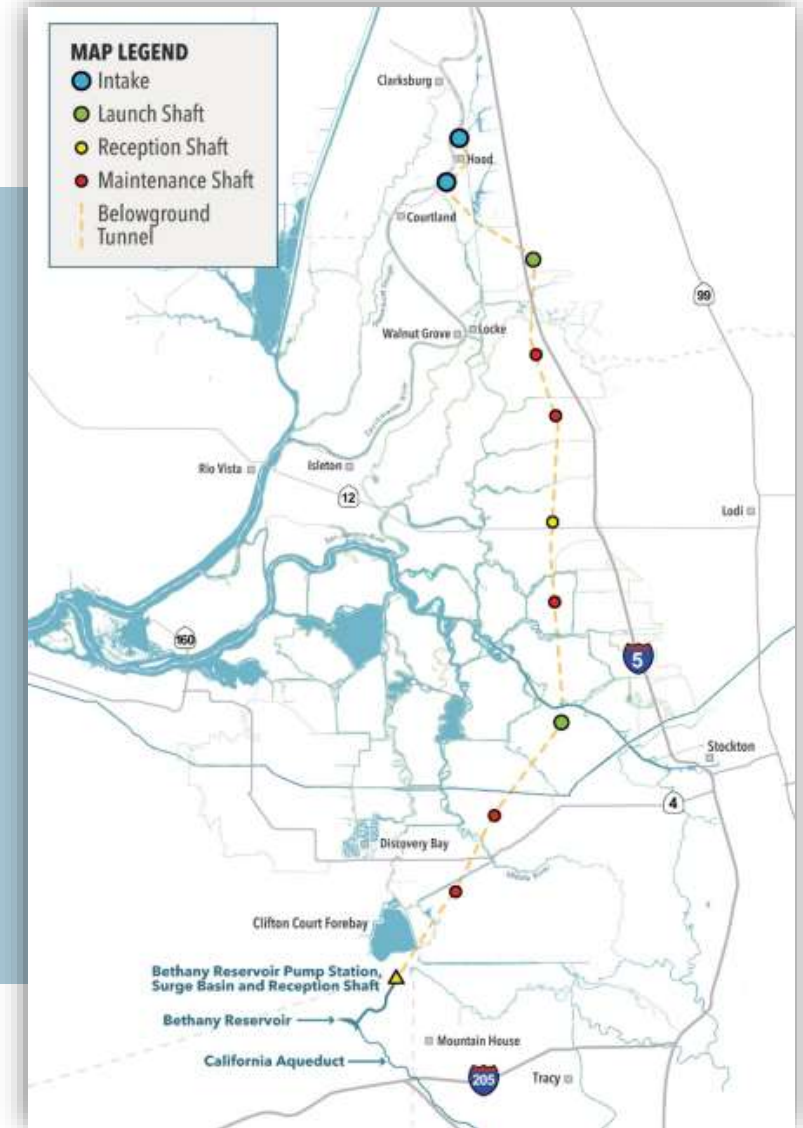 MAP LEGEND
Intake
Launch Shaft
Reception Shaft
Maintenance Shaft
Belowground
Tunnel
Clarksburg
Hood
Courtland
99
Walnut Grove
Locke
Rio Vista
Isleton
12
Lodi
160
5
Stockton
4
Discovery Bay
Middle River
Clifton Court Forebay
Bethany Reservoir Pump Station,
Surge Basin and Reception Shaft
Bethany Reservoir
Mountain House
California Aqueduct
205
Tracy